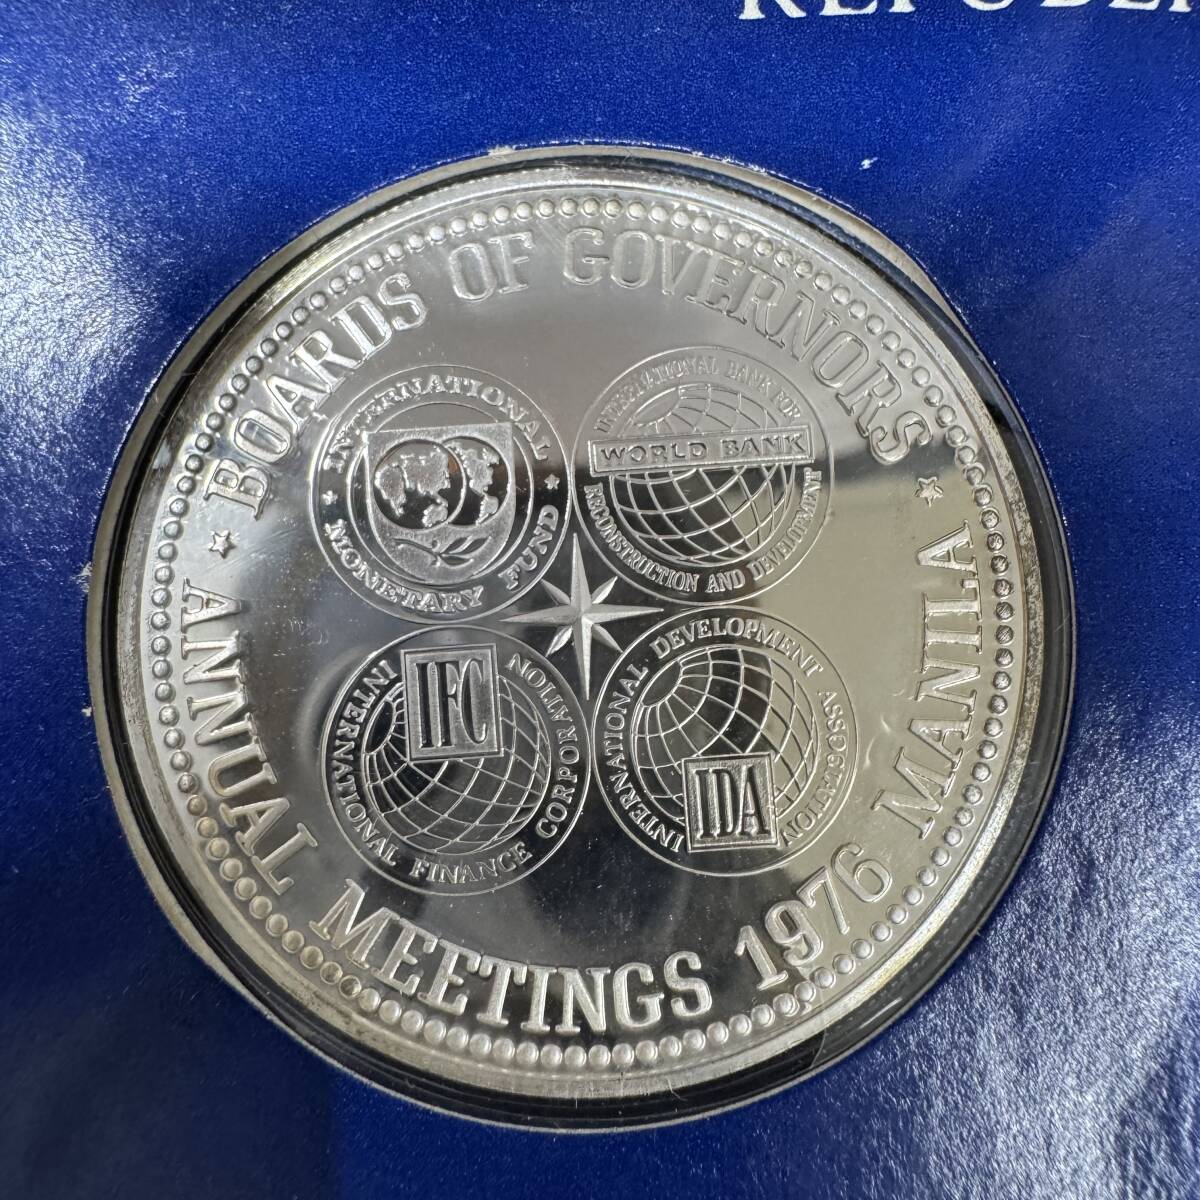 BOARDS OF GOVERNORS
ANNUAL MEETINGS 1976 MANILA
INTERNATIONAL
MONETARY FUND
INTERNATIONAL BANK FOR
WORLD BANK
RECONSTRUCTION AND DEVELOPMENT
IFC
INTERNATIONAL FINANCE CORPORATION
INTERNATIONAL DEVELOPMENT ASSOCIATION
IDA